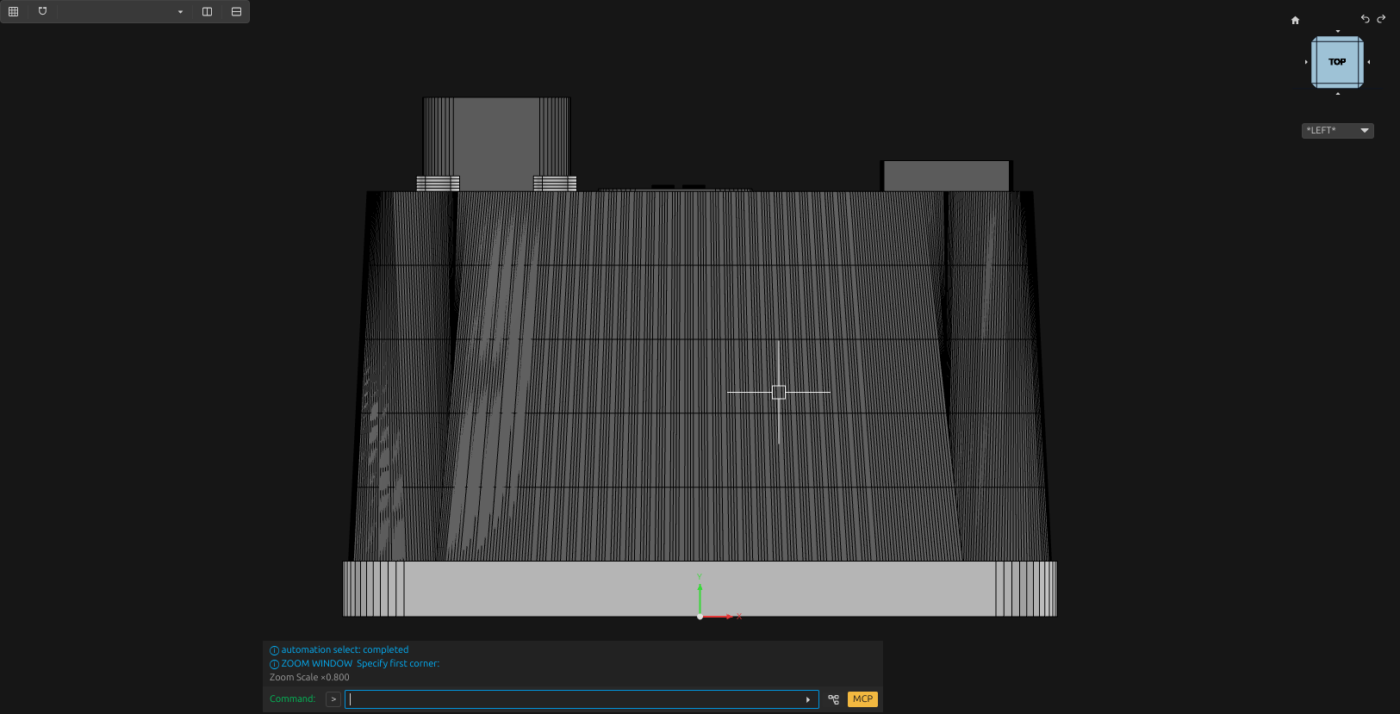 TOP
*LEFT*
Y
X
automation select: completed
ZOOM WINDOW Specify first corner:
Zoom Scale ×0.800
Command: >
MCP